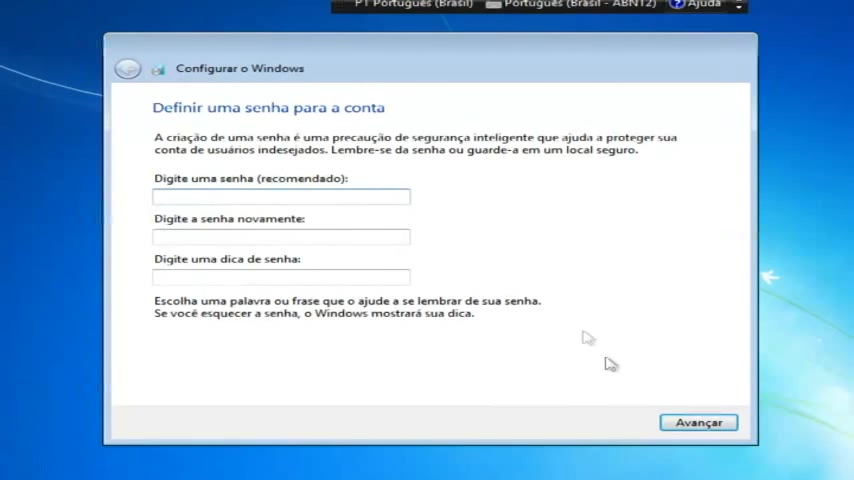 PT Português (Brasil) Português (Brasil - ABNT2) Ajuda
Configurar o Windows
Definir uma senha para a conta
A criação de uma senha é uma precaução de segurança inteligente que ajuda a proteger sua
conta de usuários indesejados. Lembre-se da senha ou guarde-a em um local seguro.
Digite uma senha (recomendado):
Digite a senha novamente:
Digite uma dica de senha:
Escolha uma palavra ou frase que o ajude a se lembrar de sua senha.
Se você esquecer a senha, o Windows mostrará sua dica.
Avançar